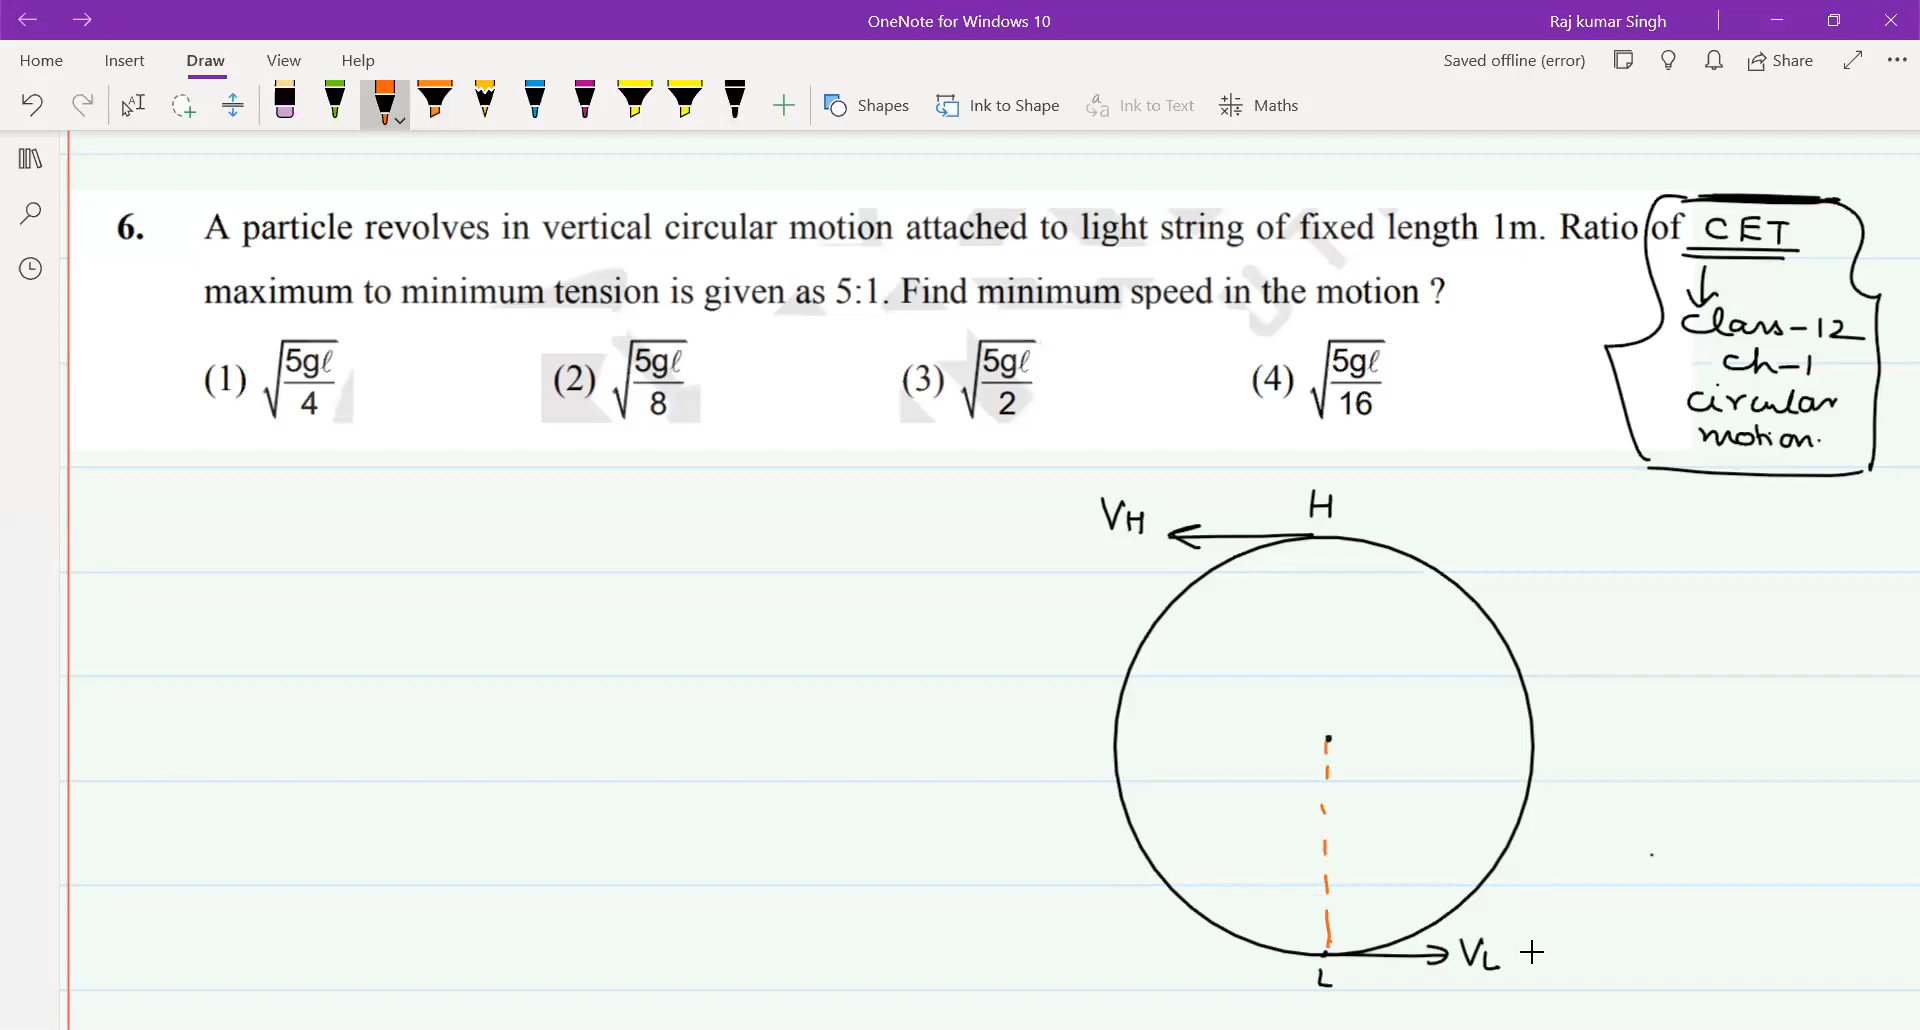 OneNote for Windows 10
Raj kumar Singh
Home Insert Draw View Help
Saved offline (error)
Share
Shapes
Ink to Shape
Ink to Text
Maths
6. A particle revolves in vertical circular motion attached to light string of fixed length 1m. Ratio of
maximum to minimum tension is given as 5:1. Find minimum speed in the motion ?
(1) √(5gℓ/4) (2) √(5gℓ/8) (3) √(5gℓ/2) (4) √(5gℓ/16)
CET
↓
Class-12
ch-1
circular
motion.
VH
H
VL
L